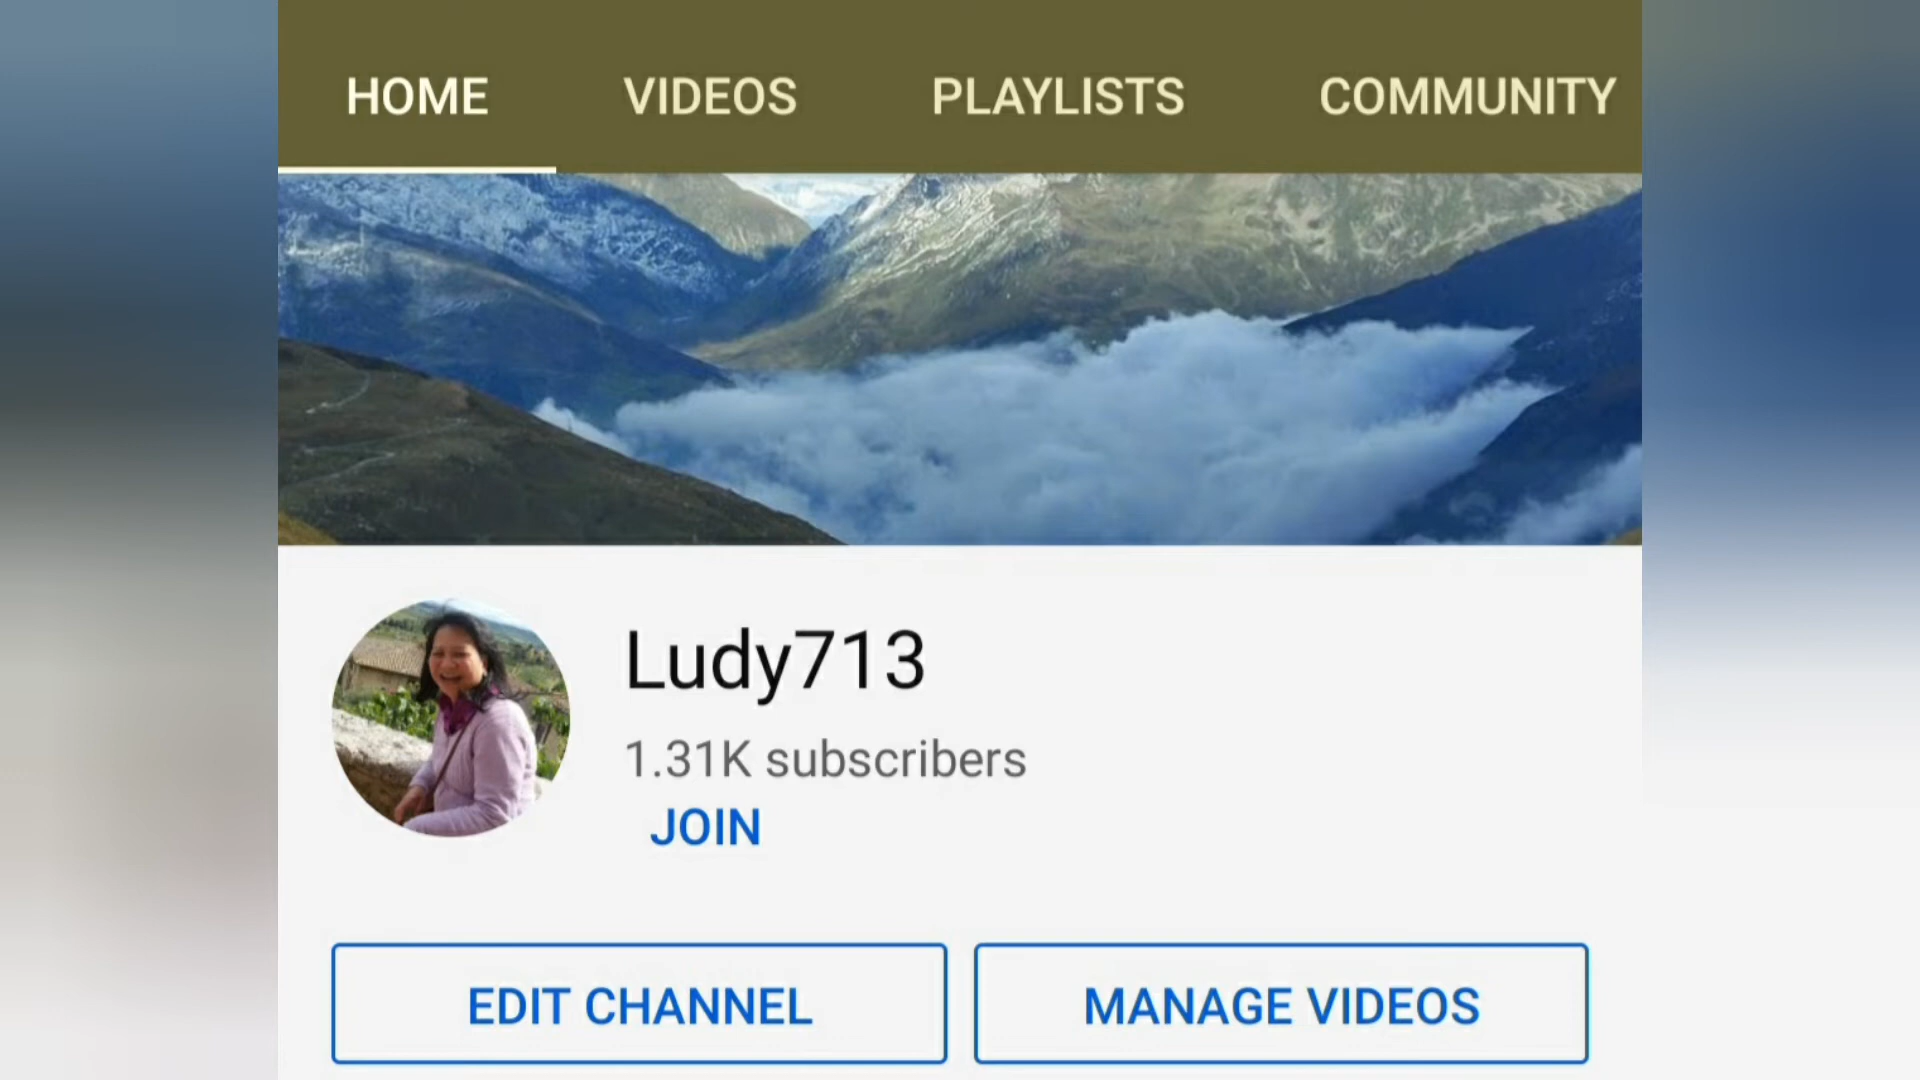 HOME VIDEOS PLAYLISTS COMMUNITY
Ludy713
1.31K subscribers
JOIN
EDIT CHANNEL MANAGE VIDEOS